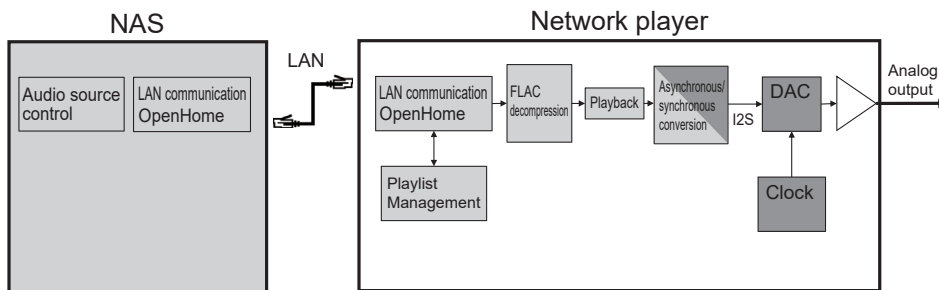 NAS
Network player
LAN
Audio source
control
LAN communication
OpenHome
LAN communication
OpenHome
FLAC
decompression
Playback
Asynchronous/
synchronous
conversion
I2S
DAC
Analog
output
Playlist
Management
Clock